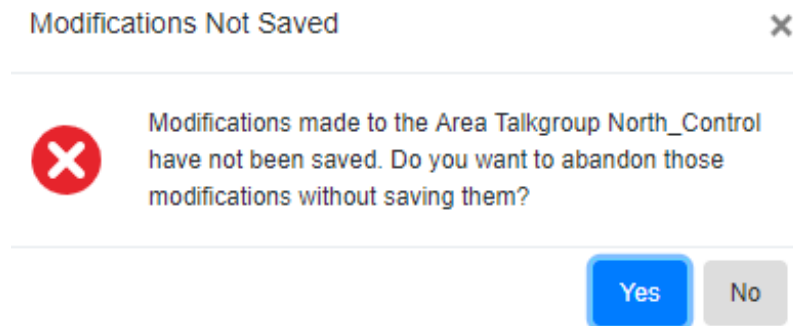 Modifications Not Saved
Modifications made to the Area Talkgroup North_Control
have not been saved. Do you want to abandon those
modifications without saving them?
Yes
No